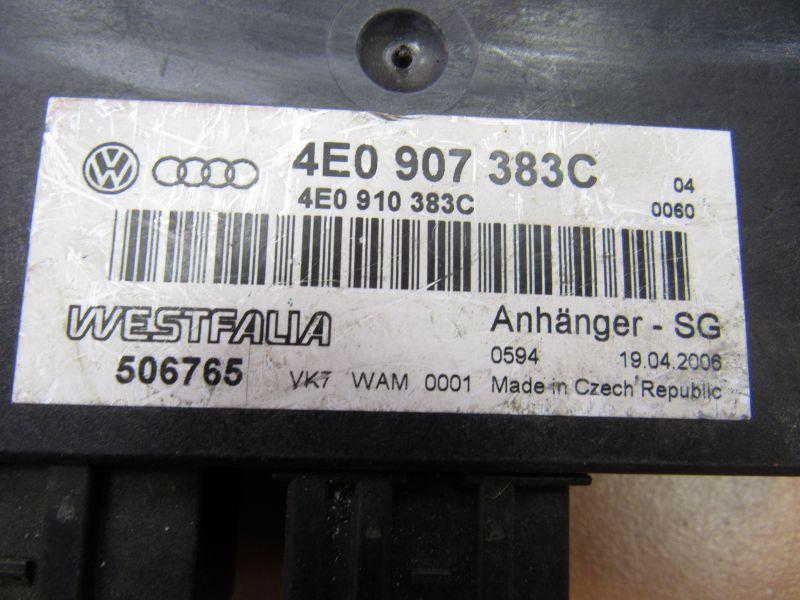 4E0 907 383C
4E0 910 383C
04
0060
WESTFALIA
506765
VK7 WAM 0001
Anhänger - SG
0594 19.04.2006
Made in Czech Republic